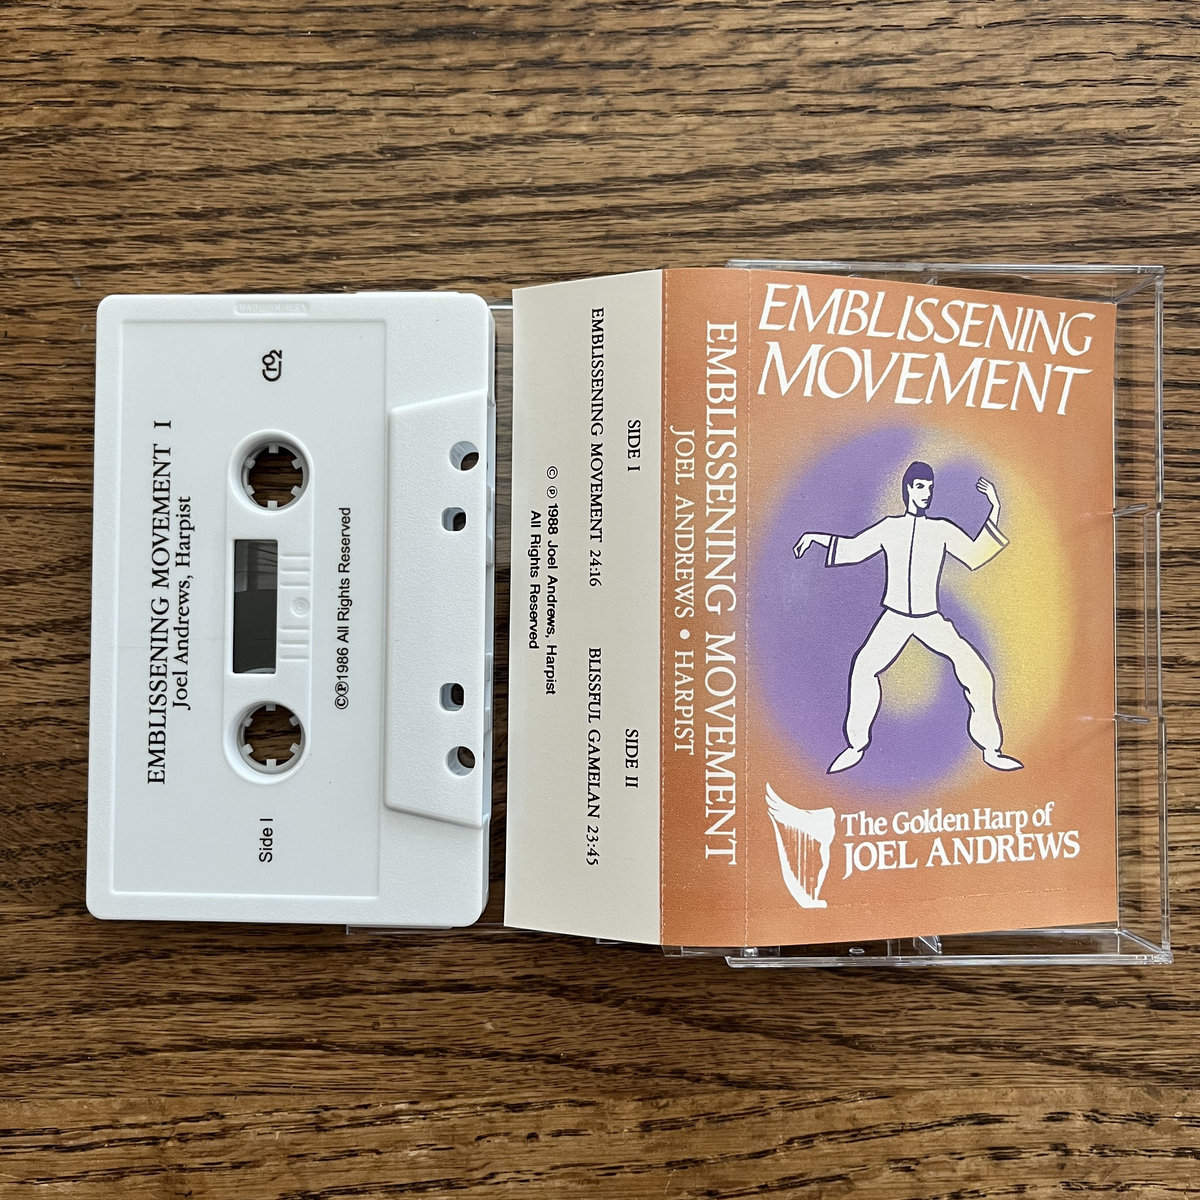 EMBLISSENING MOVEMENT I
Joel Andrews, Harpist
©℗1986 All Rights Reserved
Side I
CrO2
SIDE I
EMBLISSENING MOVEMENT 24:16
SIDE II
BLISSFUL GAMELAN 23:45
© ℗ 1988 Joel Andrews, Harpist
All Rights Reserved
EMBLISSENING MOVEMENT
JOEL ANDREWS • HARPIST
EMBLISSENING
MOVEMENT
The Golden Harp of
JOEL ANDREWS